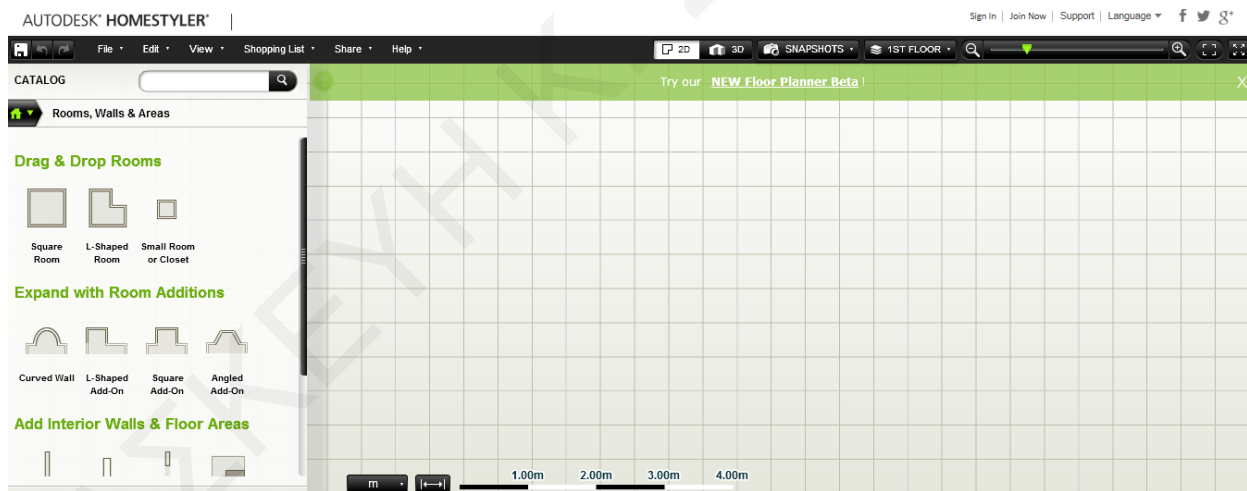 AUTODESK® HOMESTYLER®
Sign In | Join Now | Support | Language
File Edit View Shopping List Share Help
2D 3D SNAPSHOTS 1ST FLOOR
CATALOG
Try our NEW Floor Planner Beta ! X
Rooms, Walls & Areas
Drag & Drop Rooms
Square Room
L-Shaped Room
Small Room or Closet
Expand with Room Additions
Curved Wall
L-Shaped Add-On
Square Add-On
Angled Add-On
Add Interior Walls & Floor Areas
m 1.00m 2.00m 3.00m 4.00m